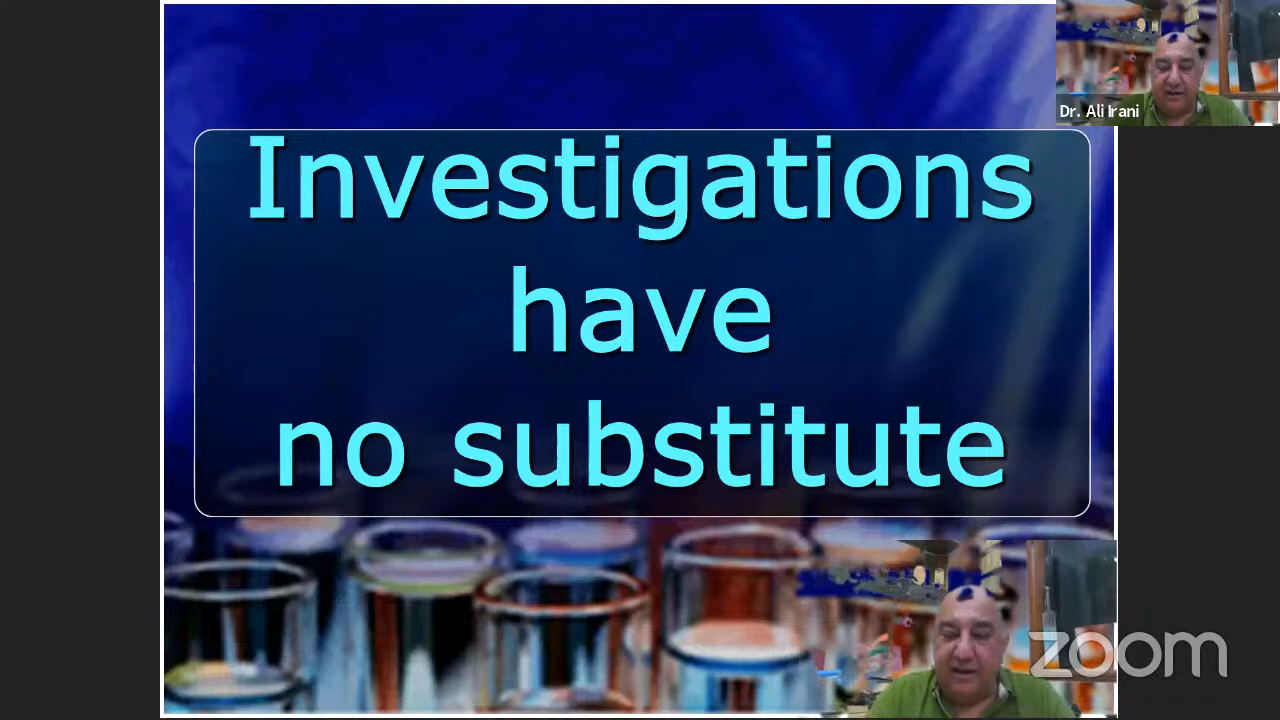 Dr. Ali Irani
Investigations
have
no substitute
zoom